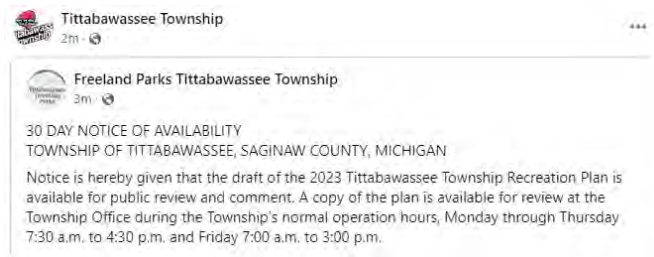 Tittabawassee Township
2m
Freeland Parks Tittabawassee Township
3m
30 DAY NOTICE OF AVAILABILITY
TOWNSHIP OF TITTABAWASSEE, SAGINAW COUNTY, MICHIGAN
Notice is hereby given that the draft of the 2023 Tittabawassee Township Recreation Plan is
available for public review and comment. A copy of the plan is available for review at the
Township Office during the Township's normal operation hours, Monday through Thursday
7:30 a.m. to 4:30 p.m. and Friday 7:00 a.m. to 3:00 p.m.